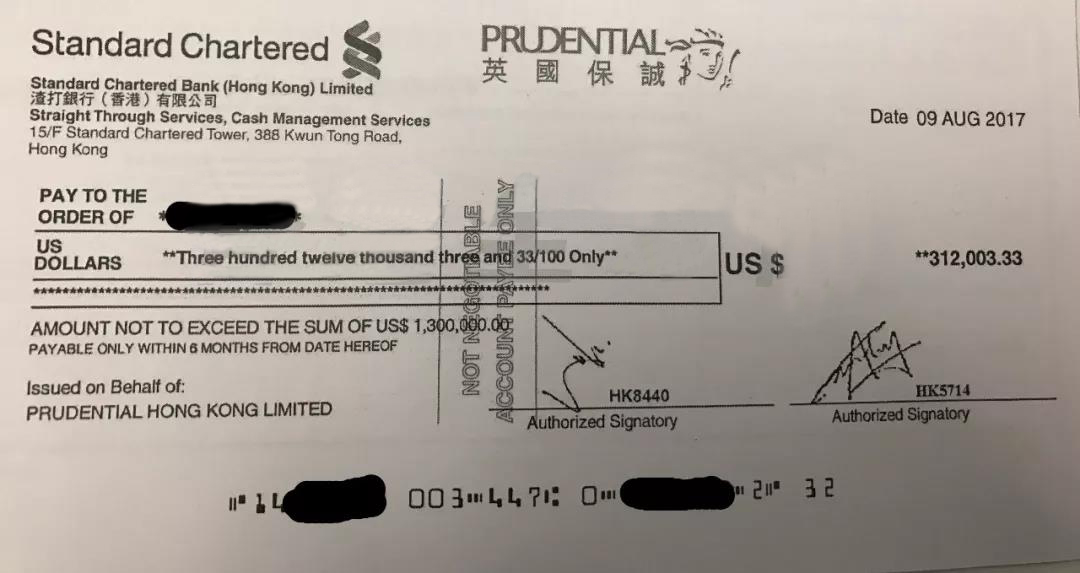 Standard Chartered
PRUDENTIAL
英國保誠
Standard Chartered Bank (Hong Kong) Limited
渣打銀行（香港）有限公司
Straight Through Services, Cash Management Services
15/F Standard Chartered Tower, 388 Kwun Tong Road,
Hong Kong
Date 09 AUG 2017
PAY TO THE
ORDER OF * *
US
DOLLARS **Three hundred twelve thousand three and 33/100 Only**
US $ **312,003.33
NOT NEGOTIABLE
ACCOUNT PAYEE ONLY
AMOUNT NOT TO EXCEED THE SUM OF US$ 1,300,000.00
PAYABLE ONLY WITHIN 6 MONTHS FROM DATE HEREOF
Issued on Behalf of:
PRUDENTIAL HONG KONG LIMITED
HK8440
Authorized Signatory
HK5714
Authorized Signatory
⑈14 003⑉447⑆ 0⑉ ⑈2⑈ 32